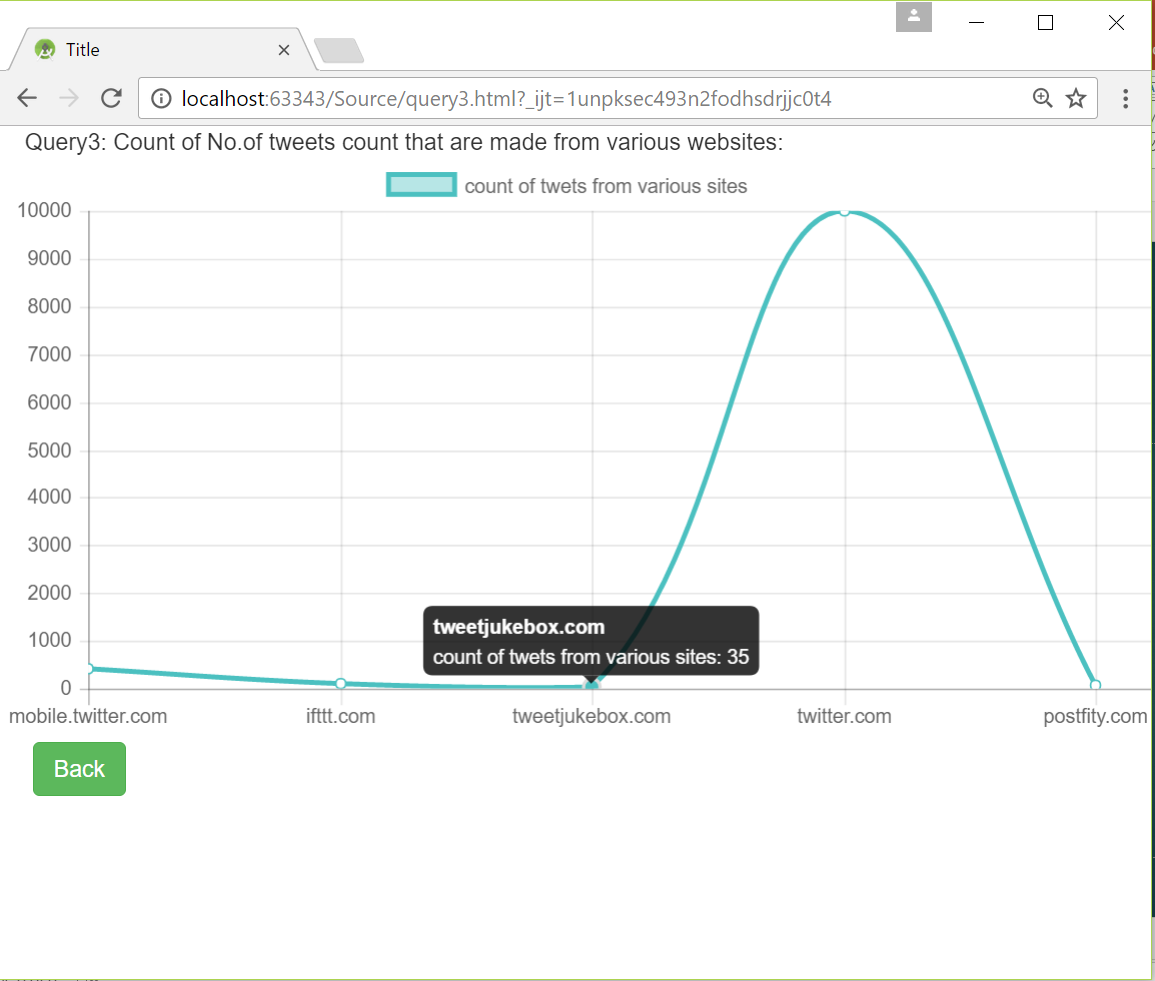 Title
localhost:63343/Source/query3.html?_ijt=1unpksec493n2fodhsdrjjc0t4
Query3: Count of No.of tweets count that are made from various websites:
count of twets from various sites
10000
9000
8000
7000
6000
5000
4000
3000
2000
1000
0
tweetjukebox.com
count of twets from various sites: 35
mobile.twitter.com ifttt.com tweetjukebox.com twitter.com postfity.com
Back